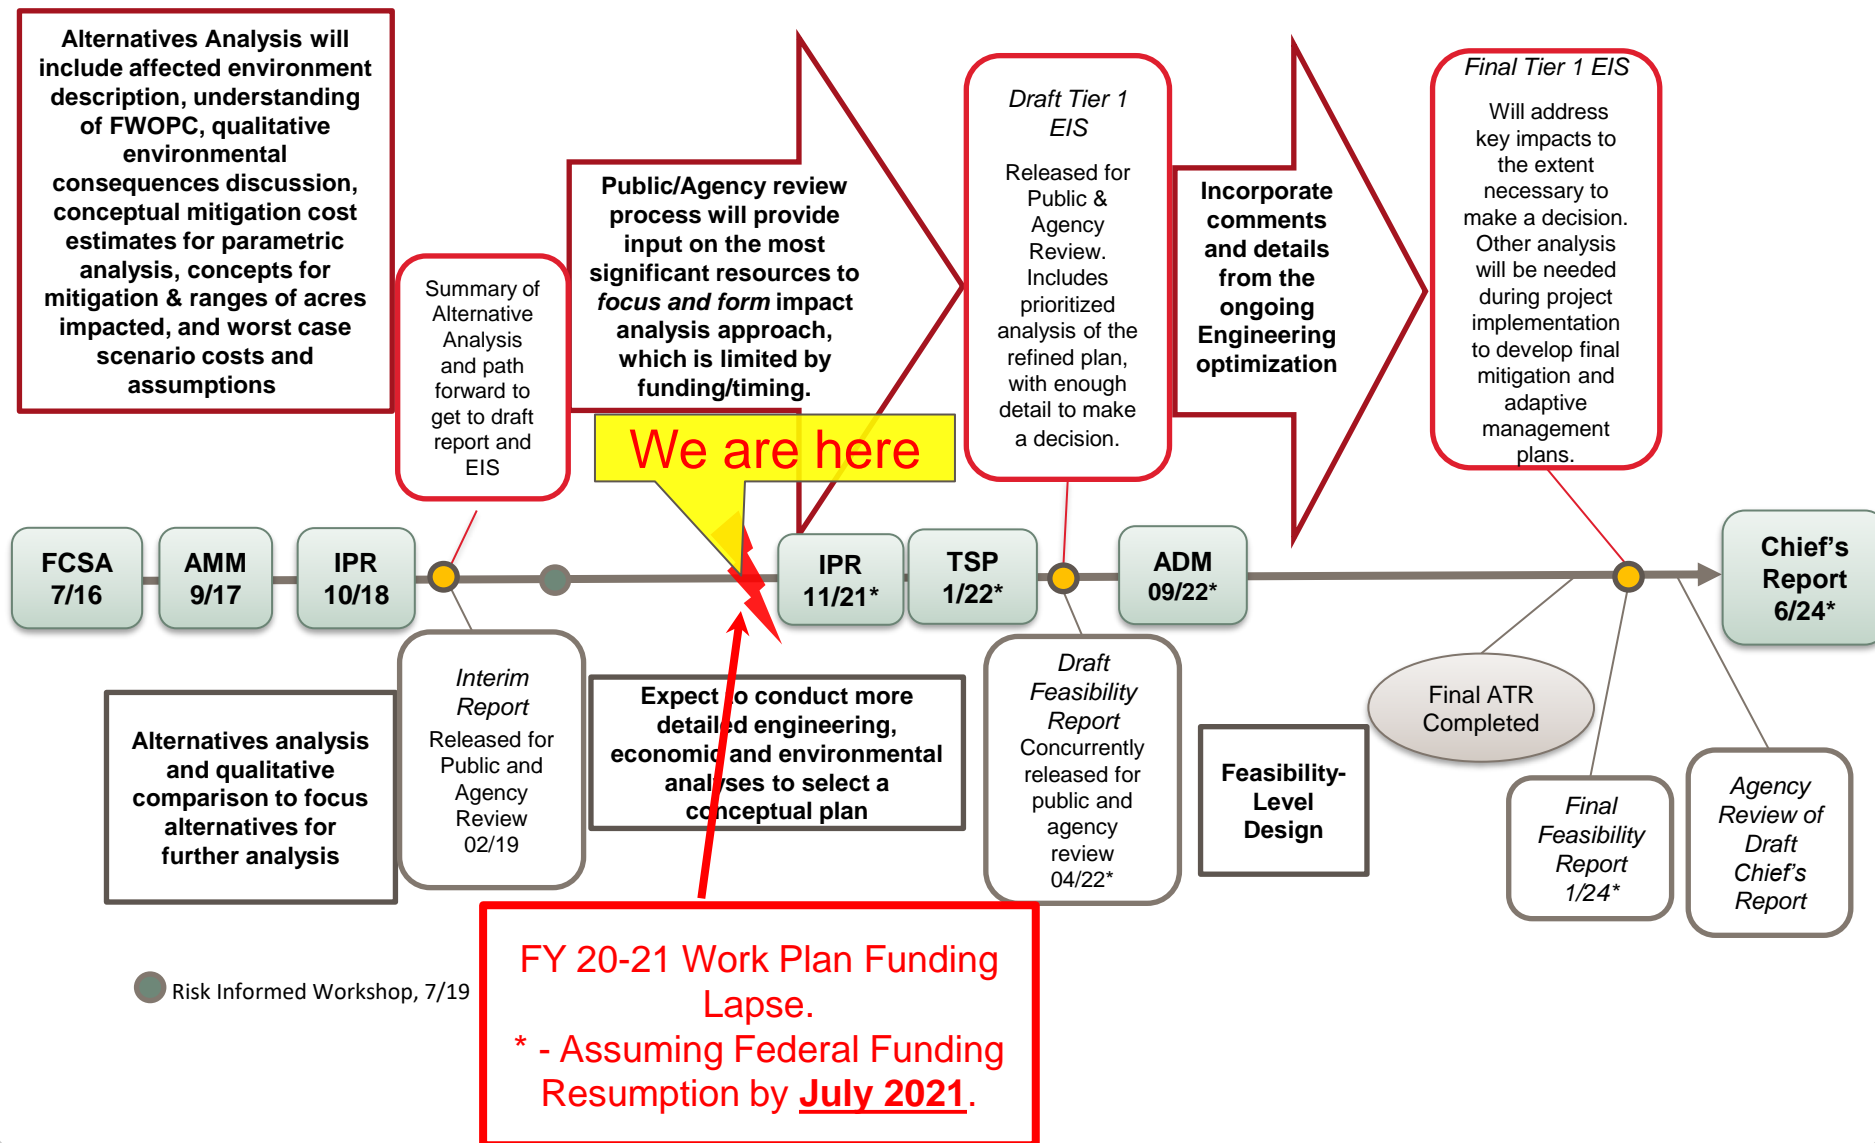 Alternatives Analysis will
include affected environment
description, understanding
of FWOPC, qualitative
environmental
consequences discussion,
conceptual mitigation cost
estimates for parametric
analysis, concepts for
mitigation & ranges of acres
impacted, and worst case
scenario costs and
assumptions
Summary of
Alternative
Analysis
and path
forward to
get to draft
report and
EIS
Public/Agency review
process will provide
input on the most
significant resources to
focus and form impact
analysis approach,
which is limited by
funding/timing.
Draft Tier 1
EIS
Released for
Public &
Agency
Review.
Includes
prioritized
analysis of the
refined plan,
with enough
detail to make
a decision.
Incorporate
comments
and details
from the
ongoing
Engineering
optimization
Final Tier 1 EIS
Will address
key impacts to
the extent
necessary to
make a decision.
Other analysis
will be needed
during project
implementation
to develop final
mitigation and
adaptive
management
plans.
We are here
FCSA
7/16
AMM
9/17
IPR
10/18
IPR
11/21*
TSP
1/22*
ADM
09/22*
Chief's
Report
6/24*
Alternatives analysis
and qualitative
comparison to focus
alternatives for
further analysis
Interim
Report
Released for
Public and
Agency
Review
02/19
Expect to conduct more
detailed engineering,
economic and environmental
analyses to select a
conceptual plan
Draft
Feasibility
Report
Concurrently
released for
public and
agency
review
04/22*
Feasibility-
Level
Design
Final ATR
Completed
Final
Feasibility
Report
1/24*
Agency
Review of
Draft
Chief's
Report
Risk Informed Workshop, 7/19
FY 20-21 Work Plan Funding
Lapse.
* - Assuming Federal Funding
Resumption by July 2021.